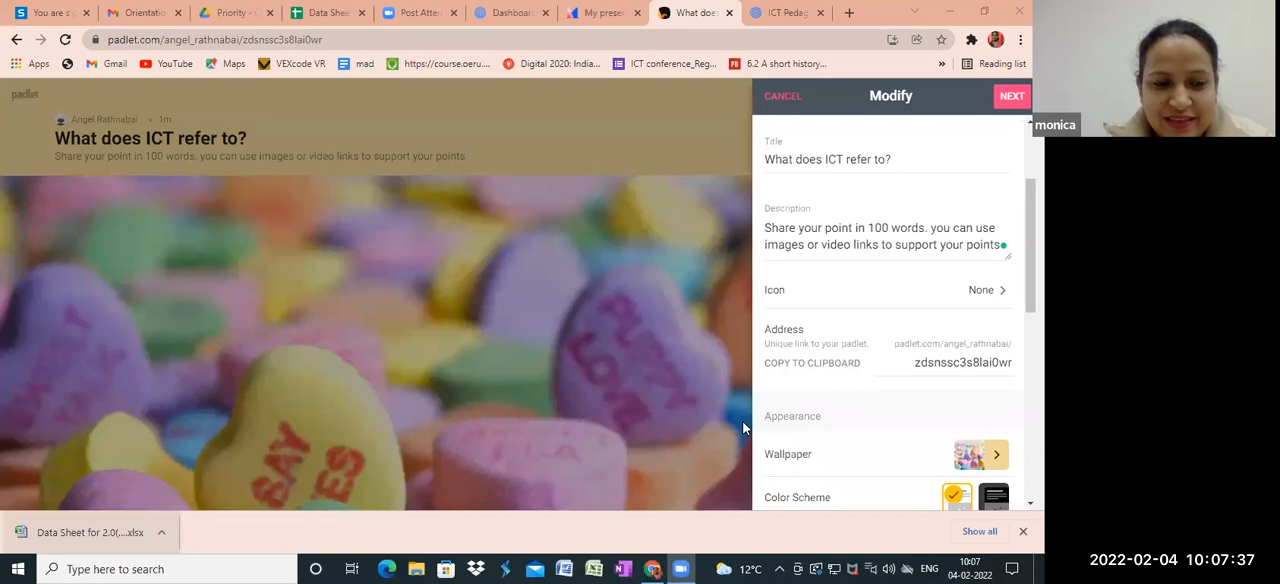 You are s
Orientatio
Priority -
Data Shee
Post Atten
Dashboar
My presen
What does
ICT Pedag
padlet.com/angel_rathnabai/zdsnssc3s8lai0wr
Apps
Gmail
YouTube
Maps
VEXcode VR
mad
https://course.oeru....
Digital 2020: India...
ICT conference_Reg...
6.2 A short history...
»
Reading list
padlet
Angel Rathnabai • 1m
What does ICT refer to?
Share your point in 100 words. you can use images or video links to support your points
CANCEL
Modify
NEXT
Title
What does ICT refer to?
Description
Share your point in 100 words. you can use
images or video links to support your points
Icon
None
Address
Unique link to your padlet.
padlet.com/angel_rathnabai/
COPY TO CLIPBOARD
zdsnssc3s8lai0wr
Appearance
Wallpaper
Color Scheme
PUPPY
LOVE
SAY
YES
monica
Data Sheet for 2.0(....xlsx
Show all
Type here to search
12°C
ENG
10:07
04-02-2022
2022-02-04 10:07:37